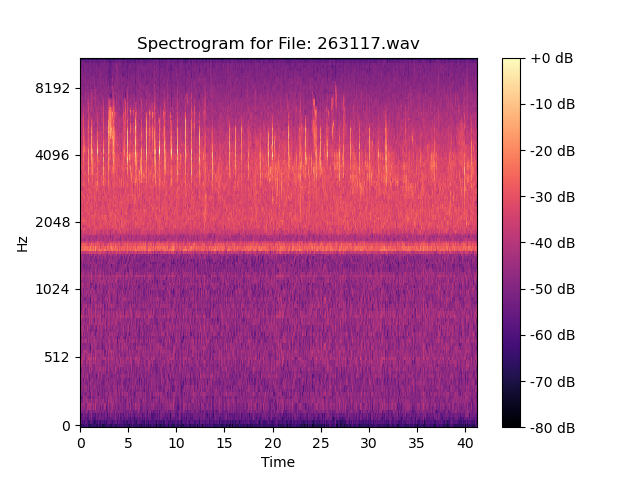 Spectrogram for File: 263117.wav
8192
4096
2048
1024
512
0
Hz
0 5 10 15 20 25 30 35 40
Time
+0 dB
-10 dB
-20 dB
-30 dB
-40 dB
-50 dB
-60 dB
-70 dB
-80 dB